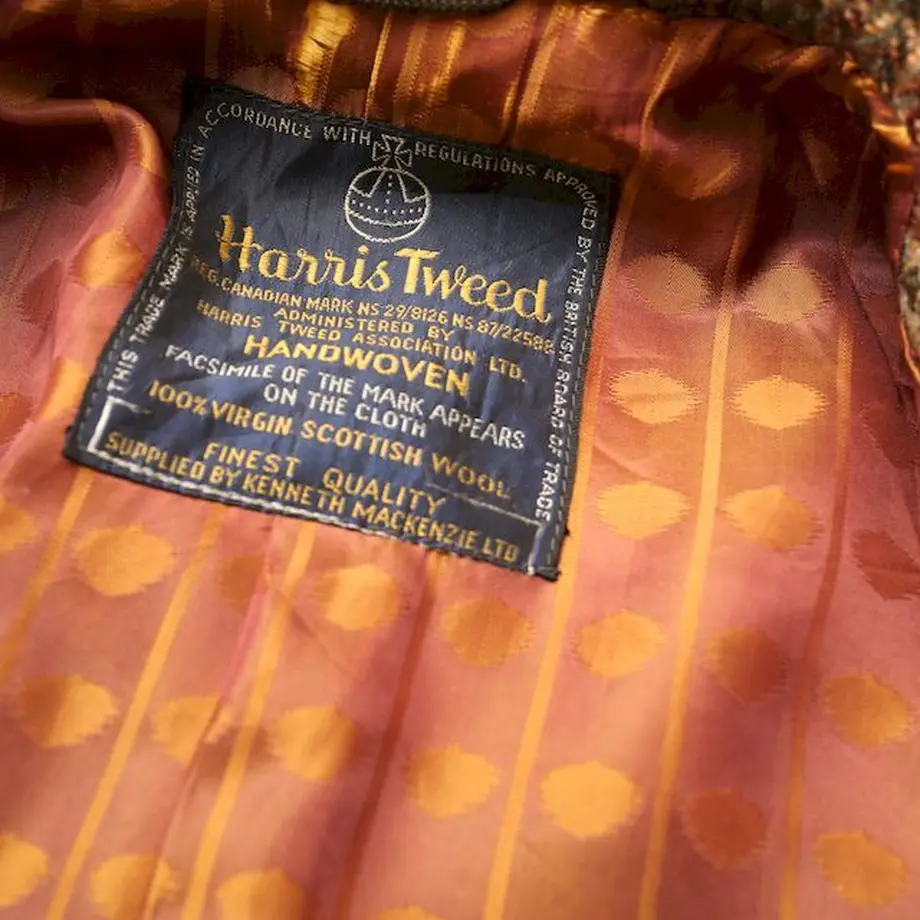 THIS TRADE MARK IS APPLIED IN ACCORDANCE WITH REGULATIONS APPROVED BY THE BRITISH BOARD OF TRADE
Harris Tweed
REG. CANADIAN MARK NS 29/8126 NS 87/22588
ADMINISTERED BY
HARRIS TWEED ASSOCIATION LTD.
HANDWOVEN
FACSIMILE OF THE MARK APPEARS
ON THE CLOTH
100% VIRGIN SCOTTISH WOOL
FINEST QUALITY
SUPPLIED BY KENNETH MACKENZIE LTD